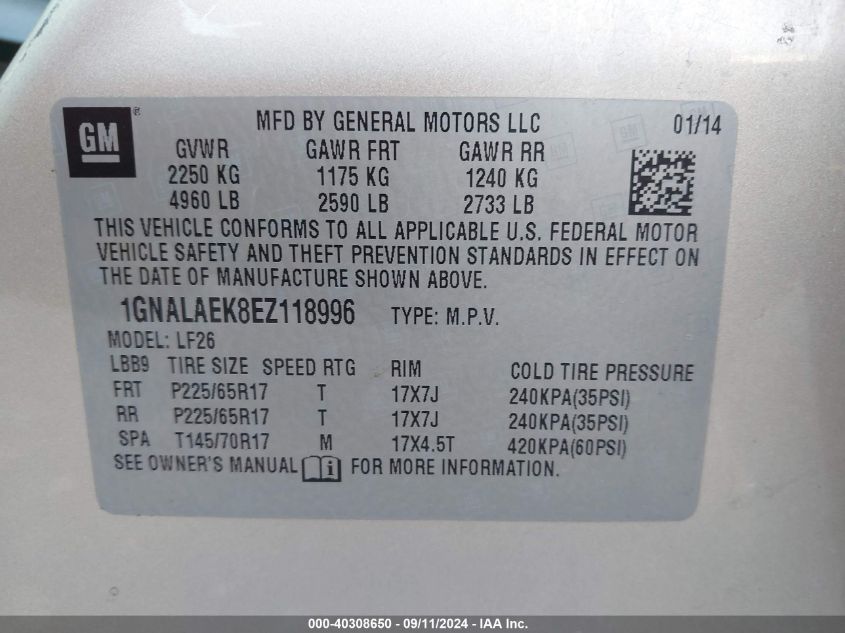 GM ® MFD BY GENERAL MOTORS LLC 01/14
GVWR GAWR FRT GAWR RR
2250 KG 1175 KG 1240 KG
4960 LB 2590 LB 2733 LB
THIS VEHICLE CONFORMS TO ALL APPLICABLE U.S. FEDERAL MOTOR
VEHICLE SAFETY AND THEFT PREVENTION STANDARDS IN EFFECT ON
THE DATE OF MANUFACTURE SHOWN ABOVE.
1GNALAEK8EZ118996 TYPE: M.P.V.
MODEL: LF26
LBB9 TIRE SIZE SPEED RTG RIM COLD TIRE PRESSURE
FRT P225/65R17 T 17X7J 240KPA(35PSI)
RR P225/65R17 T 17X7J 240KPA(35PSI)
SPA T145/70R17 M 17X4.5T 420KPA(60PSI)
SEE OWNER'S MANUAL i FOR MORE INFORMATION.
000-40308650 / 09/11/2024 - IAA Inc.